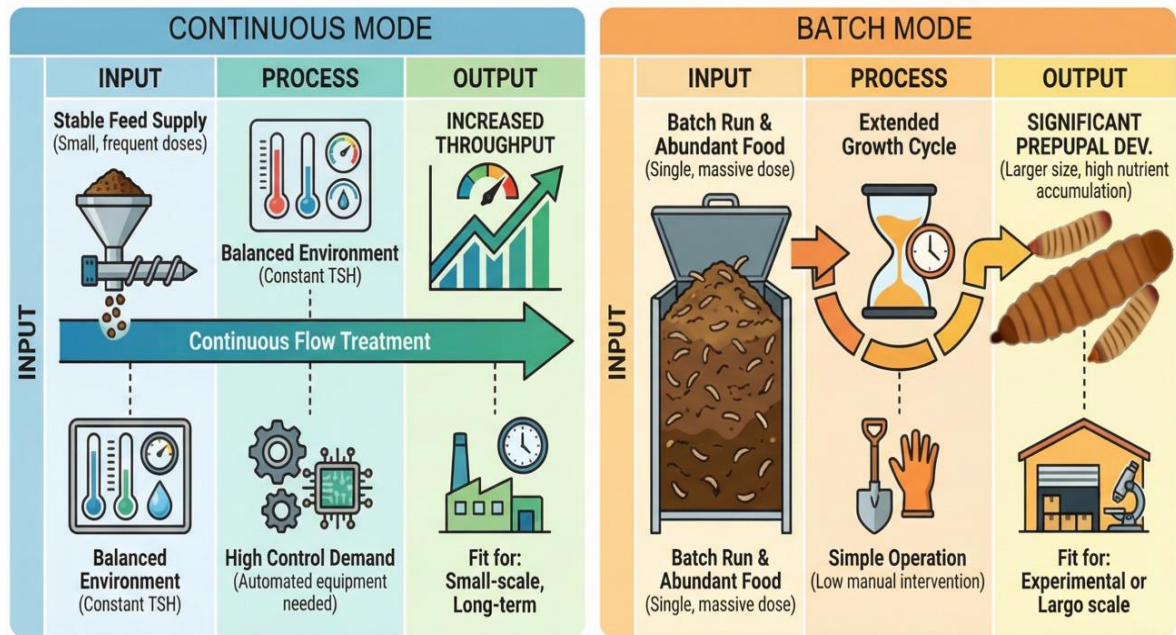 CONTINUOUS MODE
INPUT
INPUT
PROCESS
OUTPUT
Stable Feed Supply
(Small, frequent doses)
Balanced Environment
(Constant TSH)
INCREASED
THROUGHPUT
Continuous Flow Treatment
Balanced
Environment
(Constant TSH)
High Control Demand
(Automated equipment
needed)
Fit for:
Small-scale,
Long-term
BATCH MODE
INPUT
INPUT
PROCESS
OUTPUT
Batch Run &
Abundant Food
(Single, massive dose)
Extended
Growth Cycle
SIGNIFICANT
PREPUPAL DEV.
(Larger size, high nutrient
accumulation)
Batch Run &
Abundant Food
(Single, massive dose)
Simple Operation
(Low manual intervention)
Fit for:
Experimental or
Largo scale